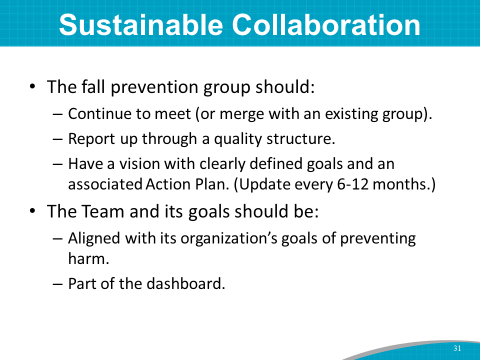 Sustainable Collaboration
• The fall prevention group should:
– Continue to meet (or merge with an existing group).
– Report up through a quality structure.
– Have a vision with clearly defined goals and an
associated Action Plan. (Update every 6-12 months.)
• The Team and its goals should be:
– Aligned with its organization’s goals of preventing
harm.
– Part of the dashboard.
31